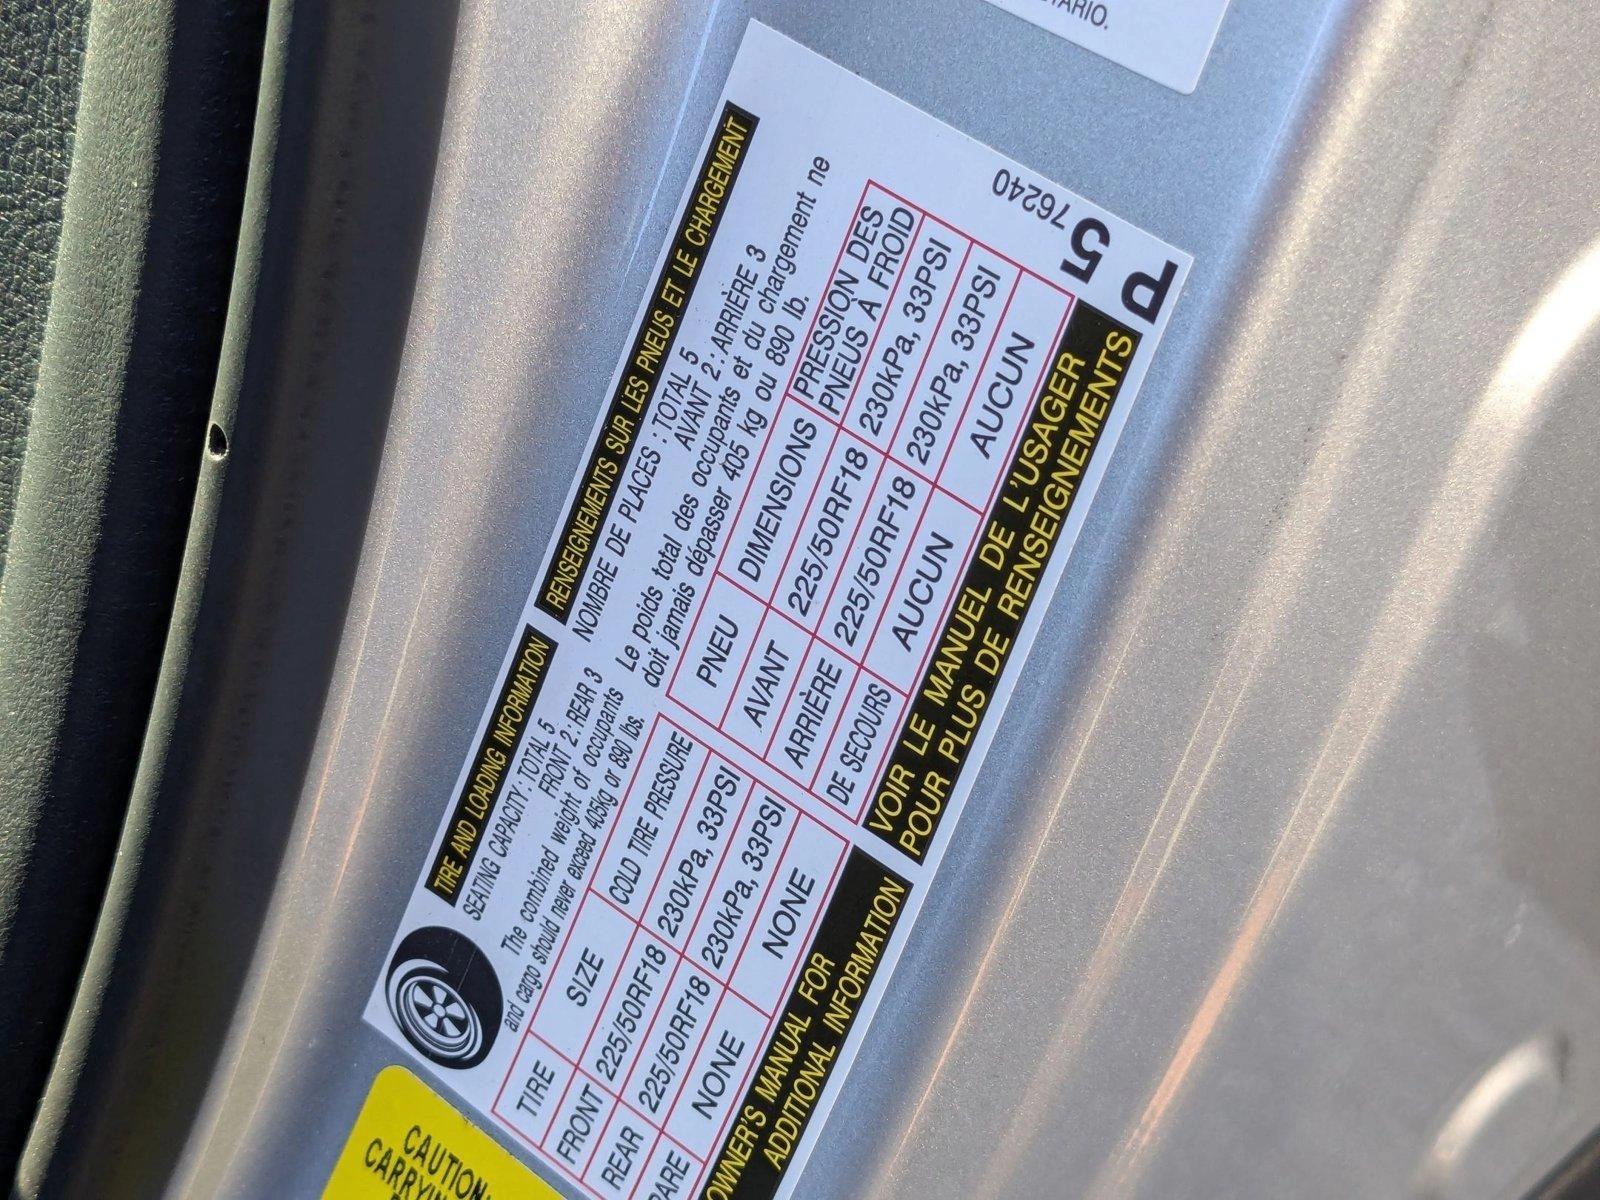 TARIO.
TIRE AND LOADING INFORMATION
SEATING CAPACITY : TOTAL 5
FRONT 2 : REAR 3
The combined weight of occupants
and cargo should never exceed 405kg or 890 lbs.
TIRE SIZE COLD TIRE PRESSURE
FRONT 225/50RF18 230kPa, 33PSI
REAR 225/50RF18 230kPa, 33PSI
PARE NONE NONE
OWNER'S MANUAL FOR
ADDITIONAL INFORMATION
RENSEIGNEMENTS SUR LES PNEUS ET LE CHARGEMENT
NOMBRE DE PLACES : TOTAL 5
AVANT 2 : ARRIÈRE 3
Le poids total des occupants et du chargement ne
doit jamais dépasser 405 kg ou 890 lb.
PNEU DIMENSIONS PRESSION DES
PNEUS À FROID
AVANT 225/50RF18 230kPa, 33PSI
ARRIÈRE 225/50RF18 230kPa, 33PSI
DE SECOURS AUCUN AUCUN
VOIR LE MANUEL DE L'USAGER
POUR PLUS DE RENSEIGNEMENTS
P
5 76240
CAUTION:
CARRYIN